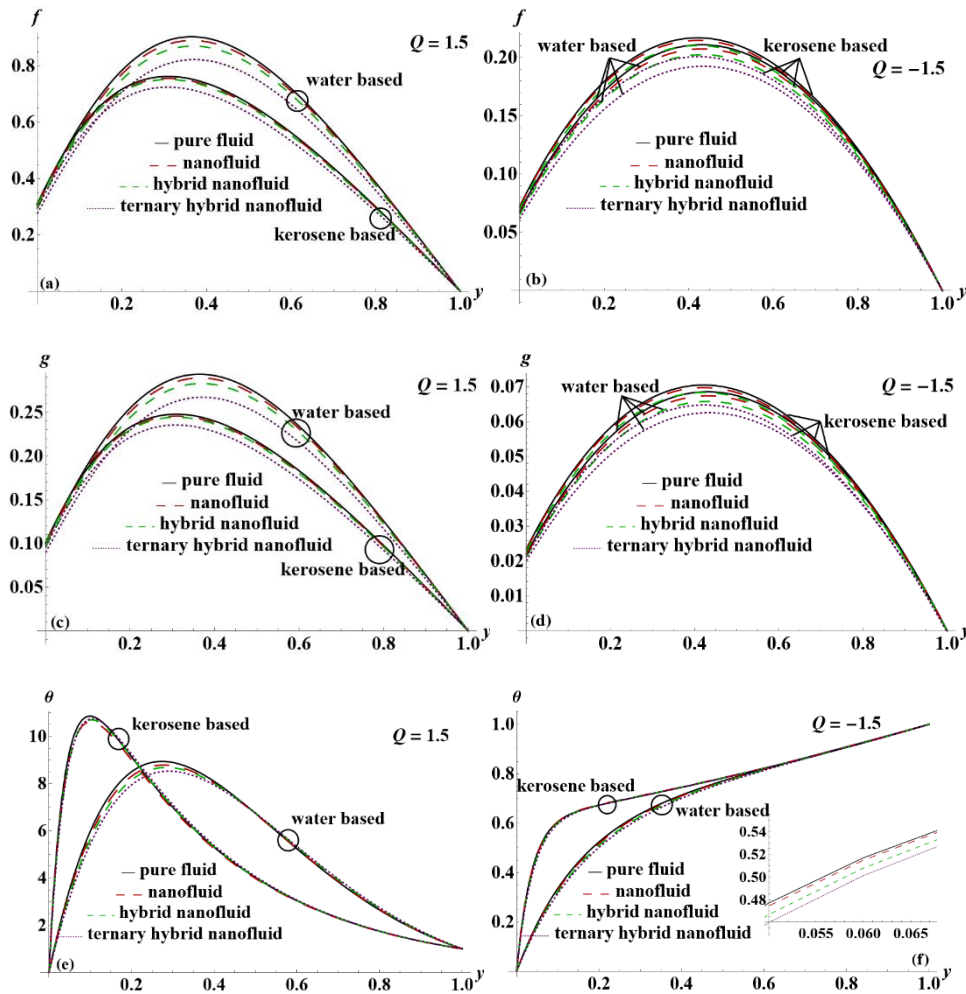 f
Q = 1.5
0.8
0.6
0.4
0.2
water based
pure fluid
nanofluid
hybrid nanofluid
ternary hybrid nanofluid
kerosene based
(a)
0.2 0.4 0.6 0.8 1.0 y
f
0.20
0.15
0.10
0.05
water based
kerosene based
Q = −1.5
pure fluid
nanofluid
hybrid nanofluid
ternary hybrid nanofluid
(b)
0.2 0.4 0.6 0.8 1.0 y
g
Q = 1.5
0.25
0.20
0.15
0.10
0.05
water based
pure fluid
nanofluid
hybrid nanofluid
ternary hybrid nanofluid
kerosene based
(c)
0.2 0.4 0.6 0.8 1.0 y
g
0.07
0.06
0.05
0.04
0.03
0.02
0.01
water based
Q = −1.5
kerosene based
pure fluid
nanofluid
hybrid nanofluid
ternary hybrid nanofluid
(d)
0.2 0.4 0.6 0.8 1.0 y
θ
10
8
6
4
2
kerosene based
Q = 1.5
water based
pure fluid
nanofluid
hybrid nanofluid
ternary hybrid nanofluid
(e)
0.2 0.4 0.6 0.8 1.0 y
θ
1.0
0.8
0.6
0.4
0.2
Q = −1.5
kerosene based
water based
pure fluid
nanofluid
hybrid nanofluid
ternary hybrid nanofluid
0.54
0.52
0.50
0.48
0.055 0.060 0.065
(f)
0.2 0.4 0.6 0.8 1.0 y